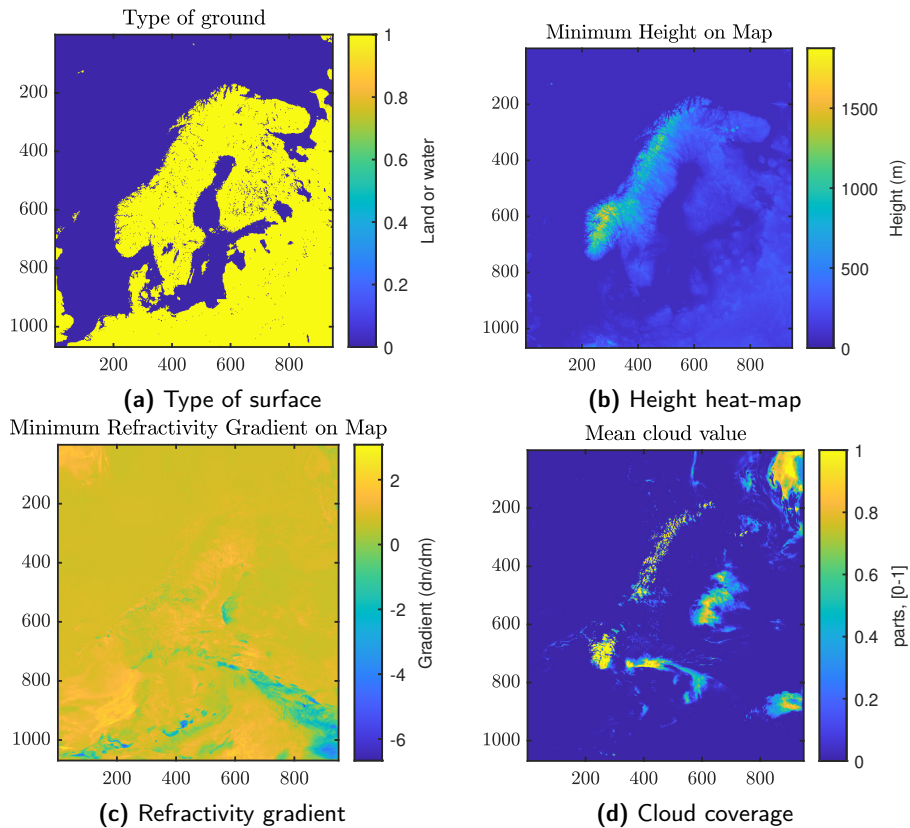 Type of ground
200
400
600
800
1000
200 400 600 800
1
0.8
0.6
0.4
0.2
0
Land or water
(a) Type of surface
Minimum Height on Map
200
400
600
800
1000
200 400 600 800
1500
1000
500
0
Height (m)
(b) Height heat-map
Minimum Refractivity Gradient on Map
200
400
600
800
1000
200 400 600 800
2
0
-2
-4
-6
Gradient (dn/dm)
(c) Refractivity gradient
Mean cloud value
200
400
600
800
1000
200 400 600 800
1
0.8
0.6
0.4
0.2
0
parts, [0-1]
(d) Cloud coverage